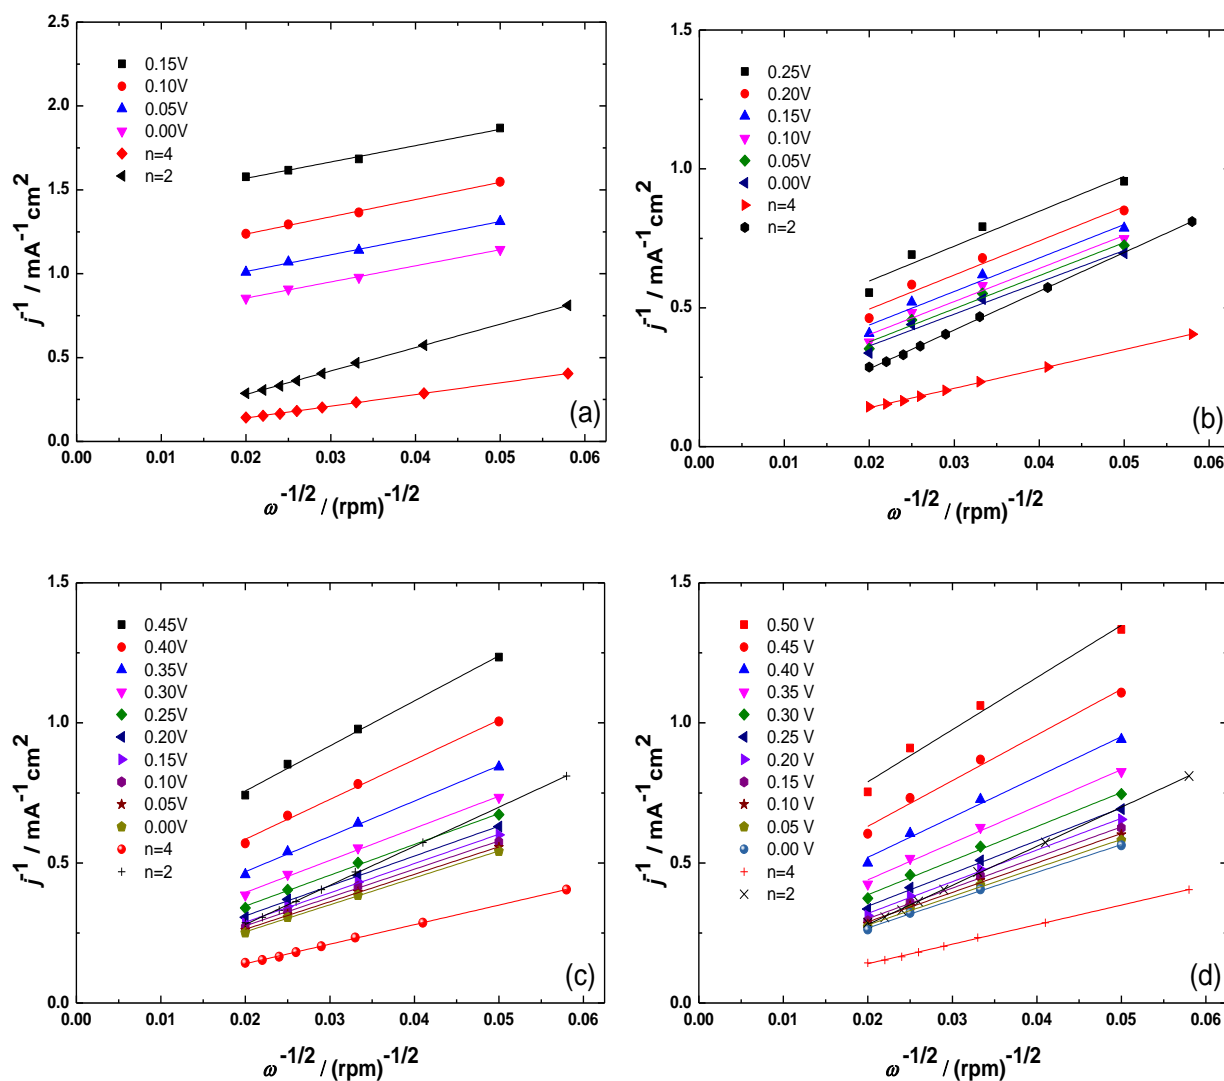 2.5
2.0
1.5
1.0
0.5
0.0
j⁻¹ / mA⁻¹cm²
0.15V
0.10V
0.05V
0.00V
n=4
n=2
(a)
0.00 0.01 0.02 0.03 0.04 0.05 0.06
ω⁻¹/² / (rpm)⁻¹/²
1.5
1.0
0.5
0.0
j⁻¹ / mA⁻¹cm²
0.25V
0.20V
0.15V
0.10V
0.05V
0.00V
n=4
n=2
(b)
0.00 0.01 0.02 0.03 0.04 0.05 0.06
ω⁻¹/² / (rpm)⁻¹/²
1.5
1.0
0.5
0.0
j⁻¹ / mA⁻¹cm²
0.45V
0.40V
0.35V
0.30V
0.25V
0.20V
0.15V
0.10V
0.05V
0.00V
n=4
n=2
(c)
0.00 0.01 0.02 0.03 0.04 0.05 0.06
ω⁻¹/² / (rpm)⁻¹/²
1.5
1.0
0.5
0.0
j⁻¹ / mA⁻¹cm²
0.50 V
0.45 V
0.40 V
0.35 V
0.30 V
0.25 V
0.20 V
0.15 V
0.10 V
0.05 V
0.00 V
n=4
n=2
(d)
0.00 0.01 0.02 0.03 0.04 0.05 0.06
ω⁻¹/² / (rpm)⁻¹/²